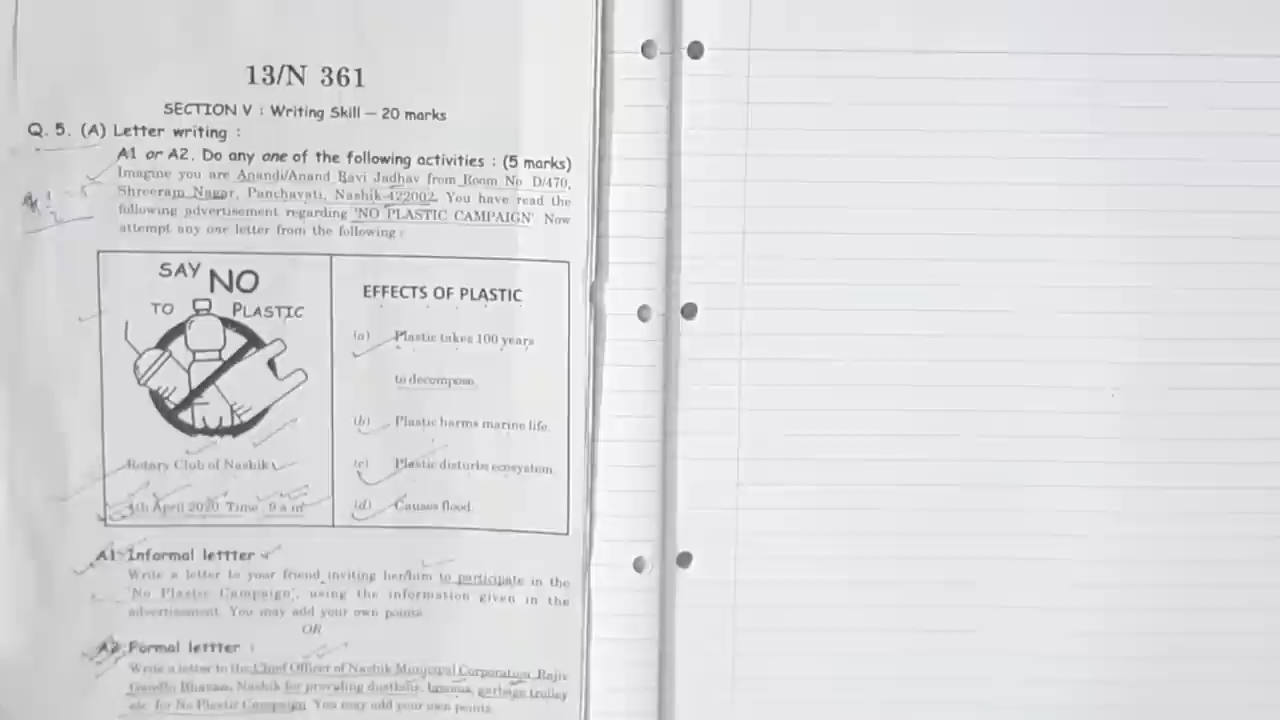 13/N 361
SECTION V : Writing Skill – 20 marks
Q. 5. (A) Letter writing :
A1 or A2. Do any one of the following activities : (5 marks)
Imagine you are Anandi/Anand Ravi Jadhav from Room No D/470,
Shreeram Nagar, Panchavati, Nashik-422002. You have read the
following advertisement regarding 'NO PLASTIC CAMPAIGN' Now
attempt any one letter from the following :
SAY NO
TO PLASTIC
Rotary Club of Nashik
4th April 2020 Time : 9 a m
EFFECTS OF PLASTIC
(a) Plastic takes 100 years
to decompose.
(b) Plastic harms marine life.
(c) Plastic disturbs ecosystem.
(d) Causes flood.
A1. Informal lettter
Write a letter to your friend inviting her/him to participate in the
'No Plastic Campaign', using the information given in the
advertisement. You may add your own points.
OR
A2. Formal lettter :
Write a letter to the Chief Officer of Nashik Municipal Corporation, Rajiv
Gandhi Bhavan, Nashik for providing dustbins, banners, garbage trolley
etc. for No Plastic Campaign. You may add your own points.